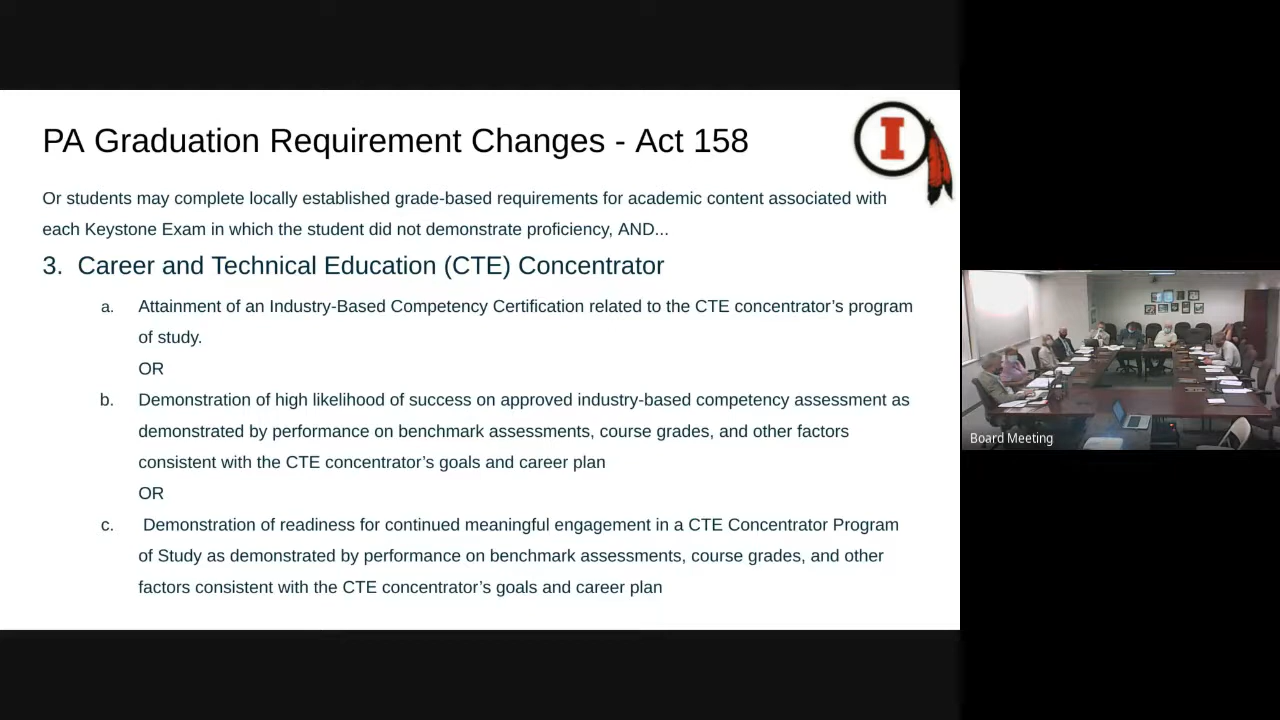 PA Graduation Requirement Changes - Act 158
I
Or students may complete locally established grade-based requirements for academic content associated with
each Keystone Exam in which the student did not demonstrate proficiency, AND...
3. Career and Technical Education (CTE) Concentrator
a. Attainment of an Industry-Based Competency Certification related to the CTE concentrator’s program
of study.
OR
b. Demonstration of high likelihood of success on approved industry-based competency assessment as
demonstrated by performance on benchmark assessments, course grades, and other factors
consistent with the CTE concentrator’s goals and career plan
OR
c. Demonstration of readiness for continued meaningful engagement in a CTE Concentrator Program
of Study as demonstrated by performance on benchmark assessments, course grades, and other
factors consistent with the CTE concentrator’s goals and career plan
Board Meeting